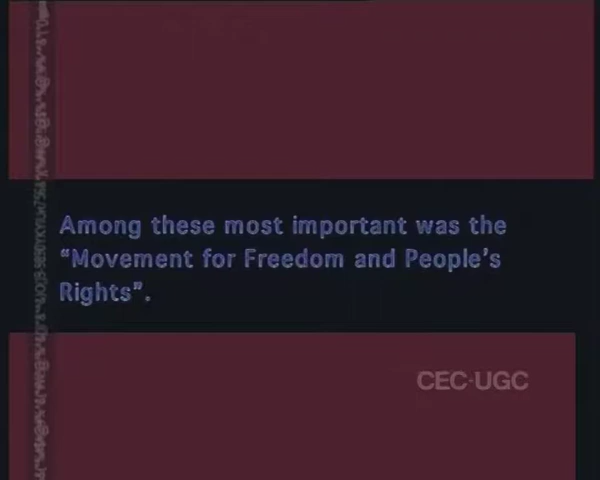 Among these most important was the
“Movement for Freedom and People’s
Rights”.
CEC-UGC